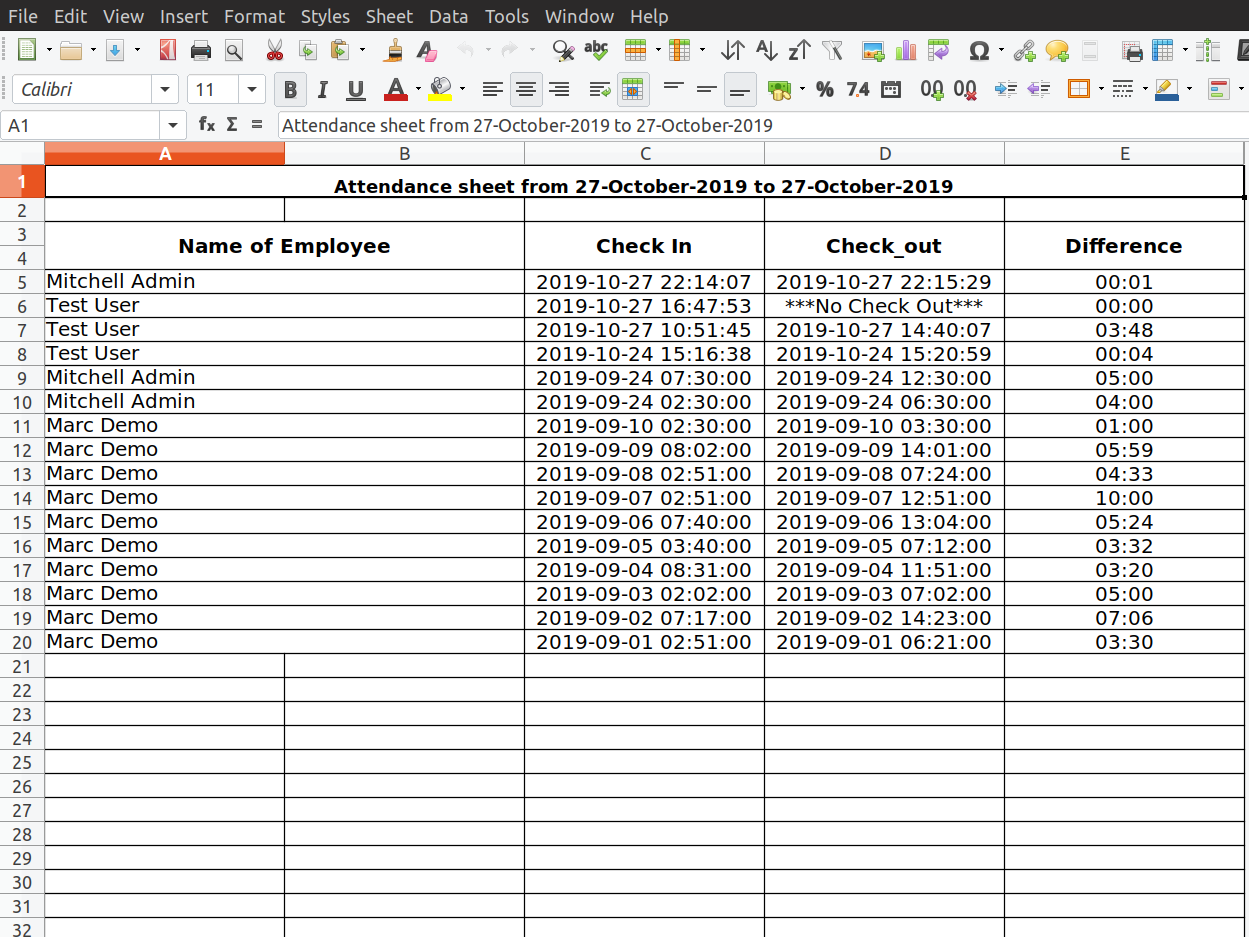 File Edit View Insert Format Styles Sheet Data Tools Window Help
abc
Calibri 11 B I U A % 7.4 00 00
A1 fx Σ = Attendance sheet from 27-October-2019 to 27-October-2019
A B C D E
1 Attendance sheet from 27-October-2019 to 27-October-2019
2
3
Name of Employee Check In Check_out Difference
4
5 Mitchell Admin 2019-10-27 22:14:07 2019-10-27 22:15:29 00:01
6 Test User 2019-10-27 16:47:53 ***No Check Out*** 00:00
7 Test User 2019-10-27 10:51:45 2019-10-27 14:40:07 03:48
8 Test User 2019-10-24 15:16:38 2019-10-24 15:20:59 00:04
9 Mitchell Admin 2019-09-24 07:30:00 2019-09-24 12:30:00 05:00
10 Mitchell Admin 2019-09-24 02:30:00 2019-09-24 06:30:00 04:00
11 Marc Demo 2019-09-10 02:30:00 2019-09-10 03:30:00 01:00
12 Marc Demo 2019-09-09 08:02:00 2019-09-09 14:01:00 05:59
13 Marc Demo 2019-09-08 02:51:00 2019-09-08 07:24:00 04:33
14 Marc Demo 2019-09-07 02:51:00 2019-09-07 12:51:00 10:00
15 Marc Demo 2019-09-06 07:40:00 2019-09-06 13:04:00 05:24
16 Marc Demo 2019-09-05 03:40:00 2019-09-05 07:12:00 03:32
17 Marc Demo 2019-09-04 08:31:00 2019-09-04 11:51:00 03:20
18 Marc Demo 2019-09-03 02:02:00 2019-09-03 07:02:00 05:00
19 Marc Demo 2019-09-02 07:17:00 2019-09-02 14:23:00 07:06
20 Marc Demo 2019-09-01 02:51:00 2019-09-01 06:21:00 03:30
21
22
23
24
25
26
27
28
29
30
31
32